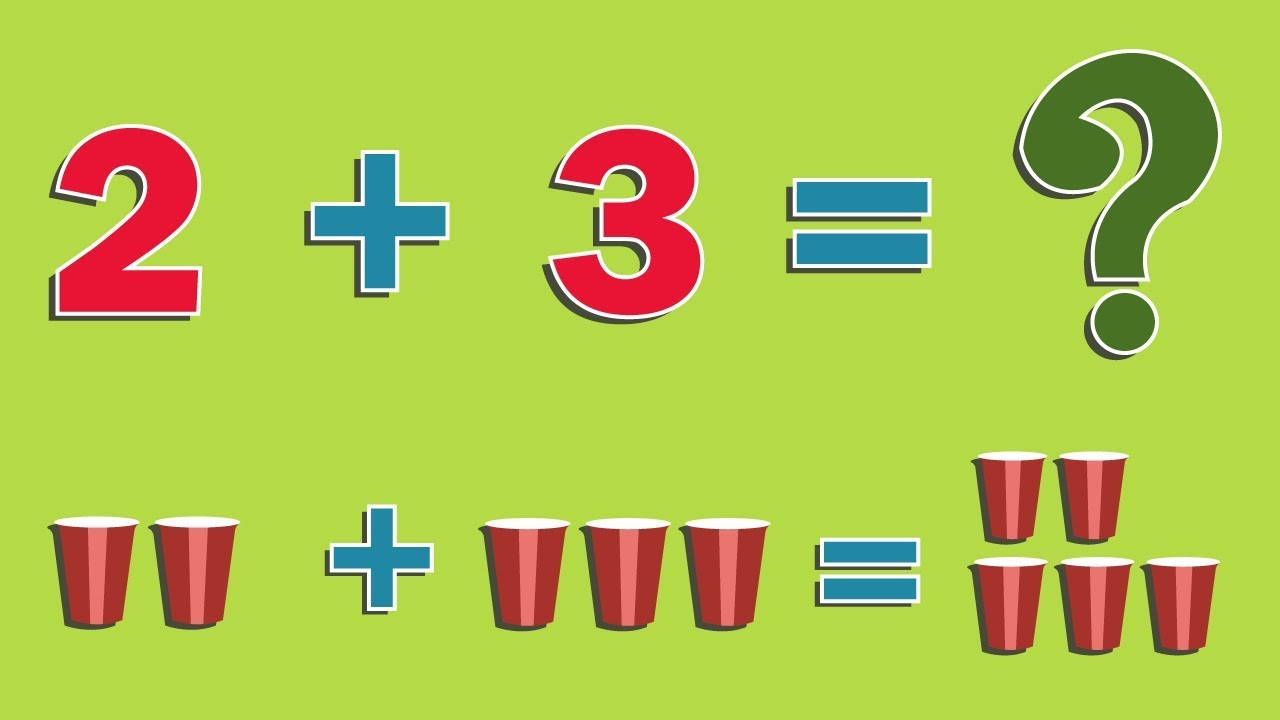 2 + 3 = ?
+ =